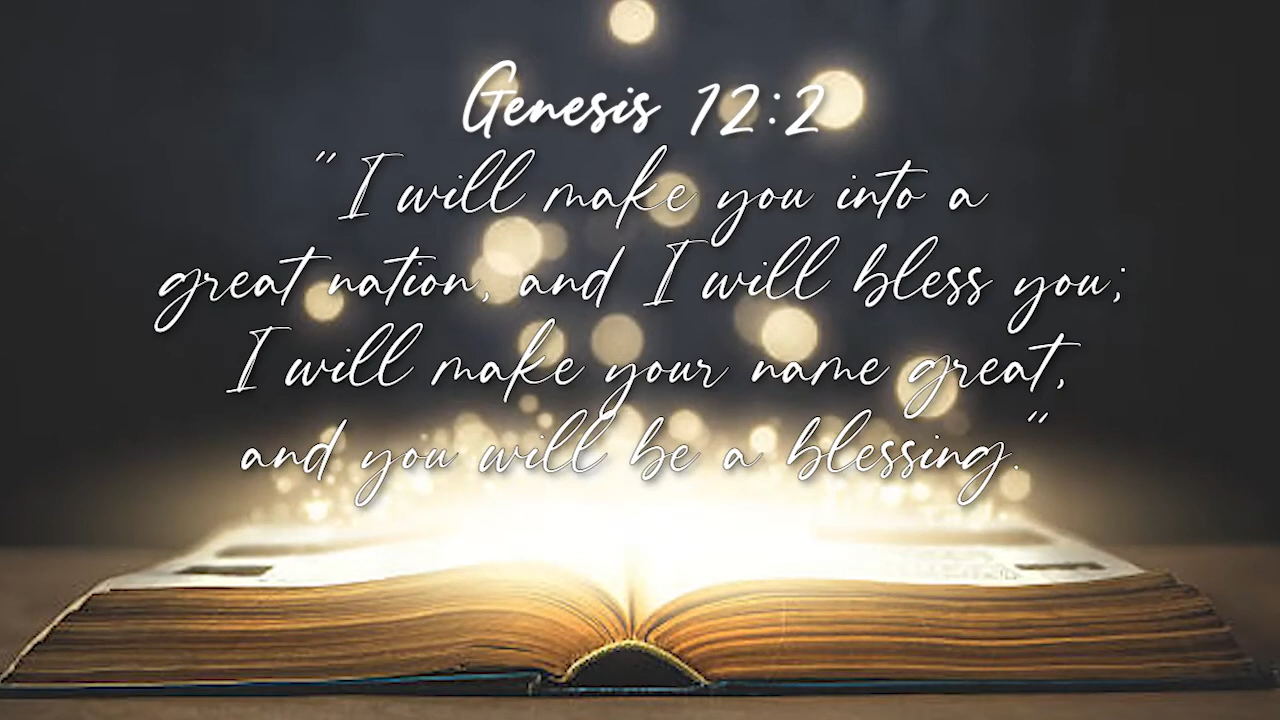 Genesis 12:2
"I will make you into a
great nation, and I will bless you;
I will make your name great,
and you will be a blessing."